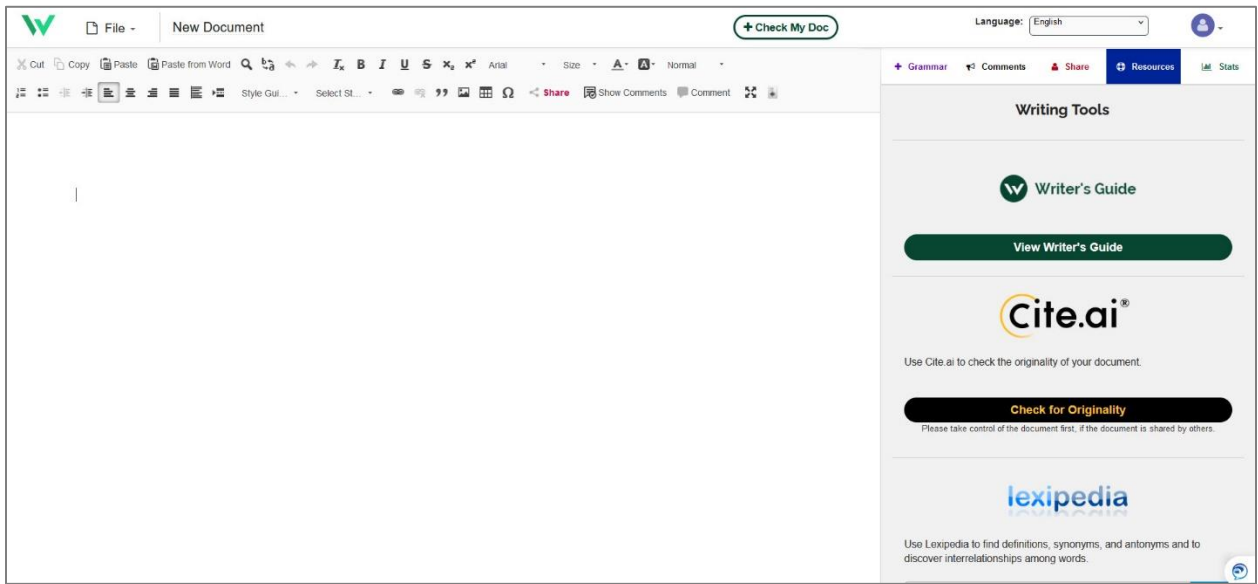 File
New Document
+ Check My Doc
Language: English
Cut Copy Paste Paste from Word Arial Size A A Normal
Style Gui... Select St... Share Show Comments Comment
+ Grammar Comments Share Resources Stats
Writing Tools
Writer's Guide
View Writer's Guide
Cite.ai®
Use Cite.ai to check the originality of your document.
Check for Originality
Please take control of the document first, if the document is shared by others.
lexipedia
Use Lexipedia to find definitions, synonyms, and antonyms and to
discover interrelationships among words.